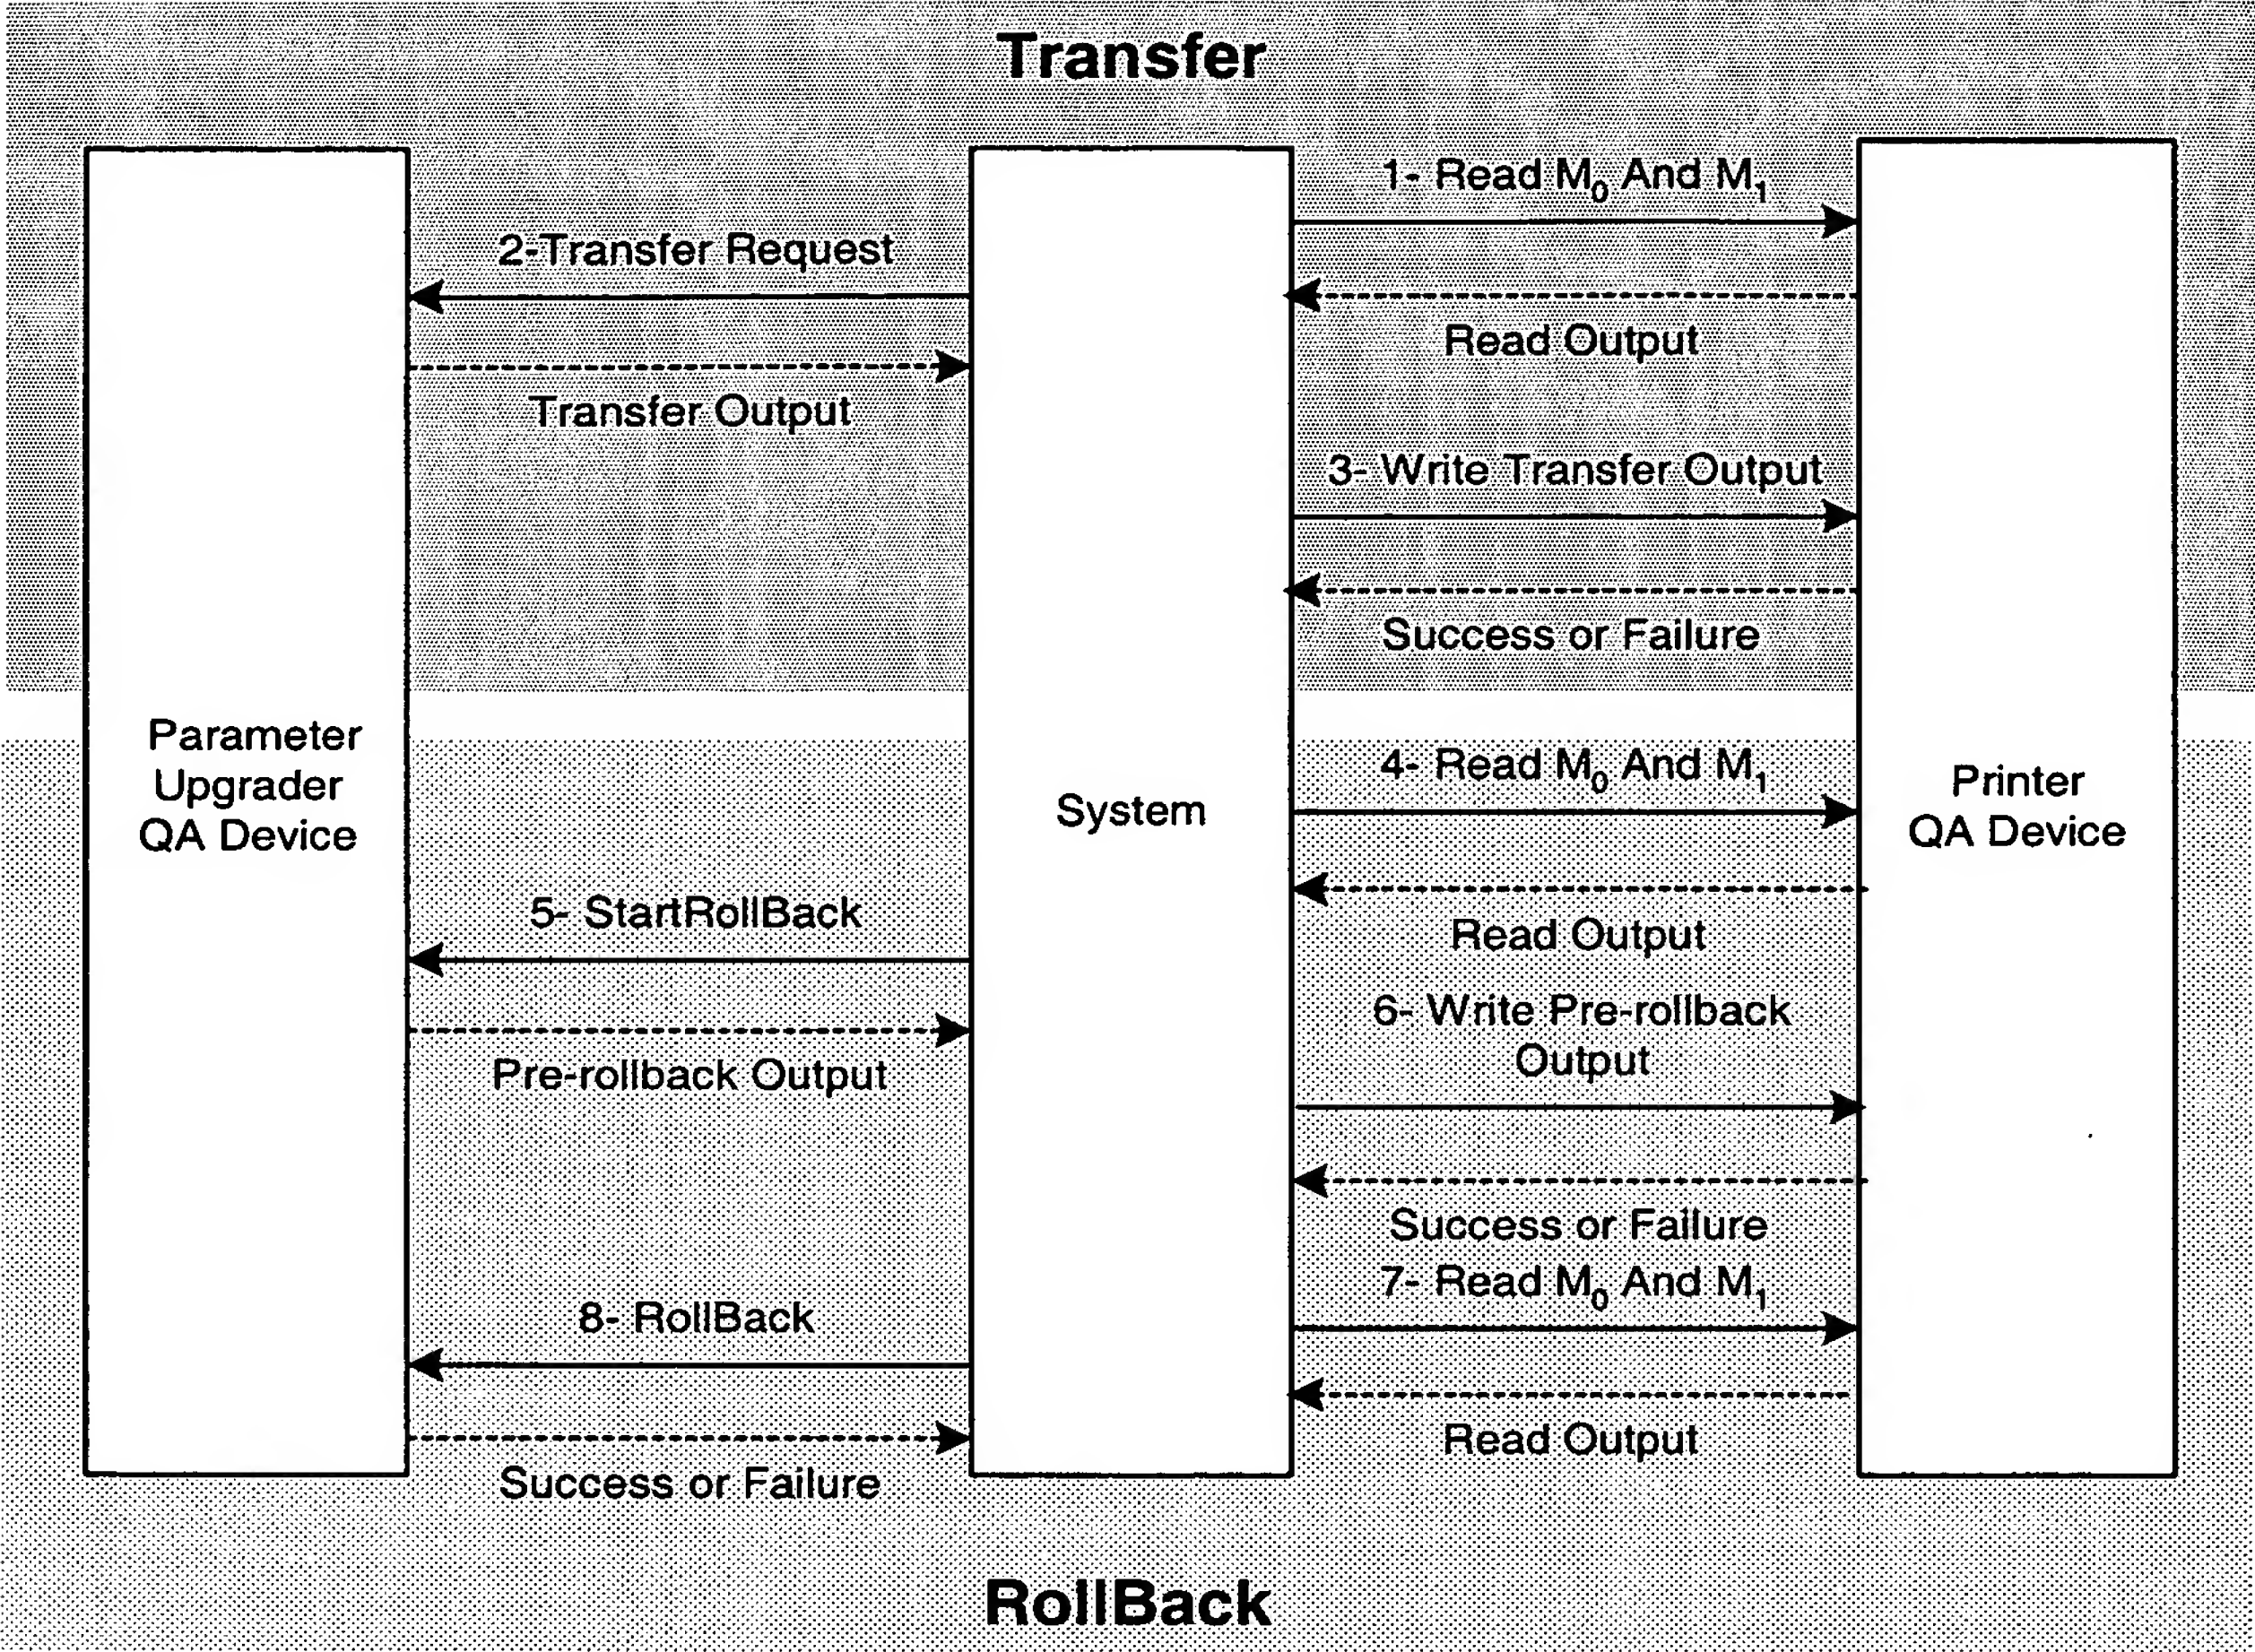 Transfer
1- Read M0 And M1
2-Transfer Request
Read Output
Transfer Output
3- Write Transfer Output
Success or Failure
Parameter
Upgrader
QA Device
System
Printer
QA Device
4- Read M0 And M1
5- StartRollBack
Read Output
Pre-rollback Output
6- Write Pre-rollback
Output
Success or Failure
7- Read M0 And M1
8- RollBack
Read Output
Success or Failure
RollBack